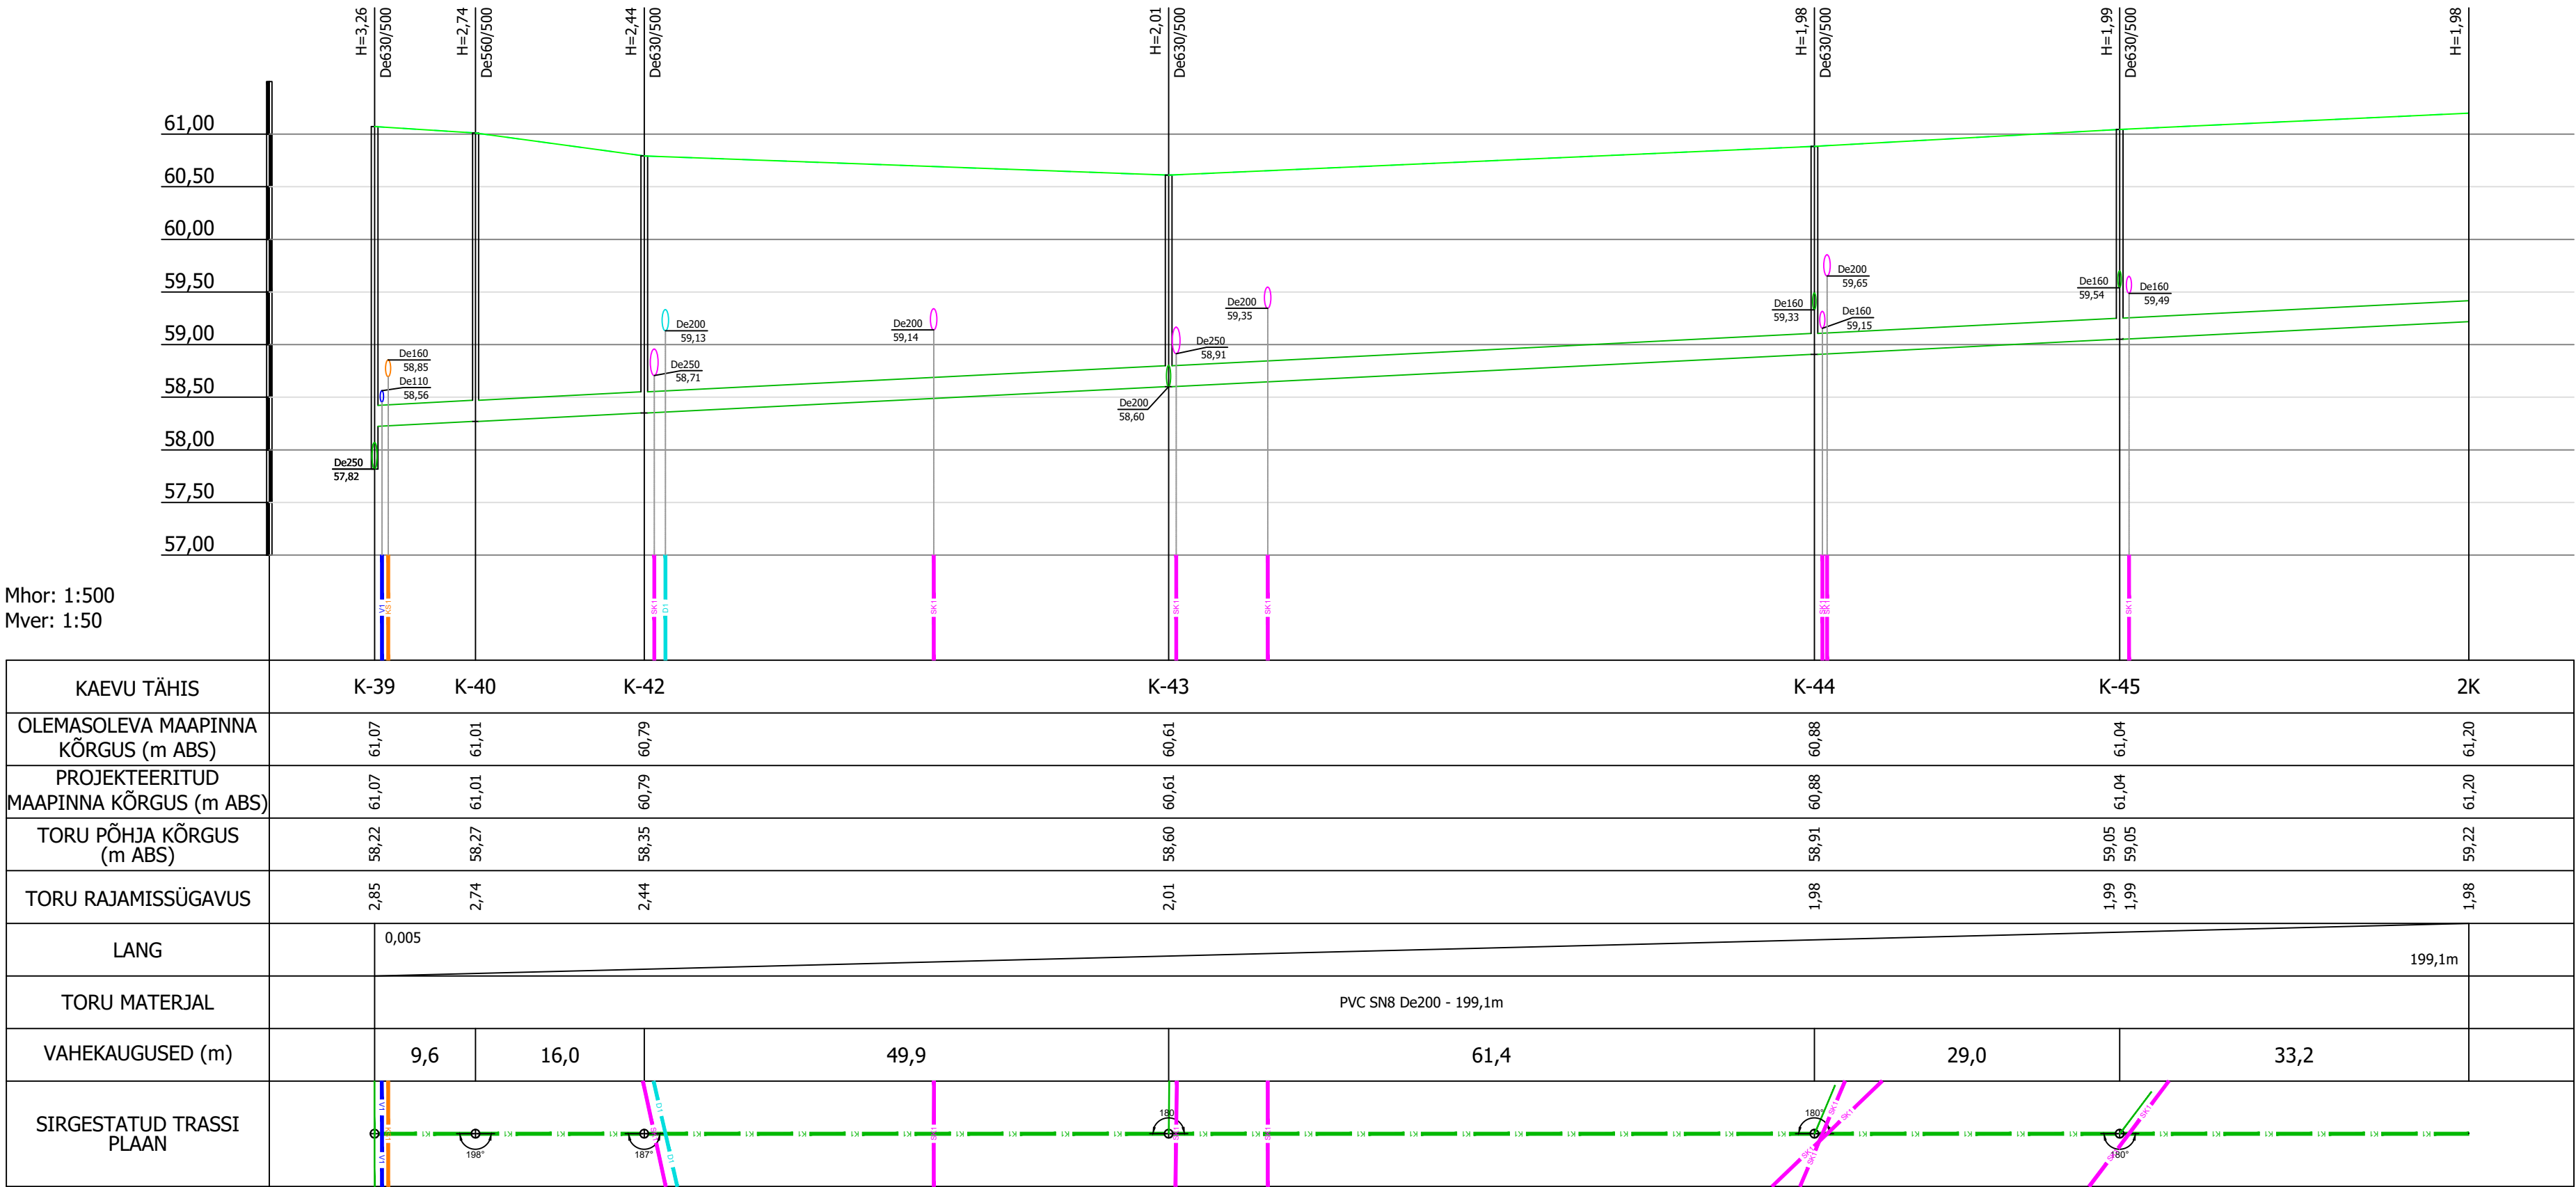 H=3,26
De630/500
H=2,74
De560/500
H=2,44
De630/500
H=2,01
De630/500
H=1,98
De630/500
H=1,99
De630/500
H=1,98
61,00
60,50
60,00
59,50
59,00
58,50
58,00
57,50
57,00
De160
58,85
De110
58,56
De250
57,82
De200
59,13
De250
58,71
De200
59,14
De250
58,91
De200
58,60
De200
59,35
De160
59,33
De200
59,65
De160
59,15
De160
59,54
De160
59,49
Mhor: 1:500
Mver: 1:50
V1
KS1
SK1
D1
SK1
SK1
SK1
SK1
SK1
SK1
KAEVU TÄHIS K-39 K-40 K-42 K-43 K-44 K-45 2K
OLEMASOLEVA MAAPINNA
KÕRGUS (m ABS) 61,07 61,01 60,79 60,61 60,88 61,04 61,20
PROJEKTEERITUD
MAAPINNA KÕRGUS (m ABS) 61,07 61,01 60,79 60,61 60,88 61,04 61,20
TORU PÕHJA KÕRGUS
(m ABS) 58,22 58,27 58,35 58,60 58,91 59,05 59,05 59,22
TORU RAJAMISSÜGAVUS 2,85 2,74 2,44 2,01 1,98 1,99 1,99 1,98
LANG 0,005 199,1m
TORU MATERJAL PVC SN8 De200 - 199,1m
VAHEKAUGUSED (m) 9,6 16,0 49,9 61,4 29,0 33,2
SIRGESTATUD TRASSI
PLAAN
198°
187°
180
180°
180°